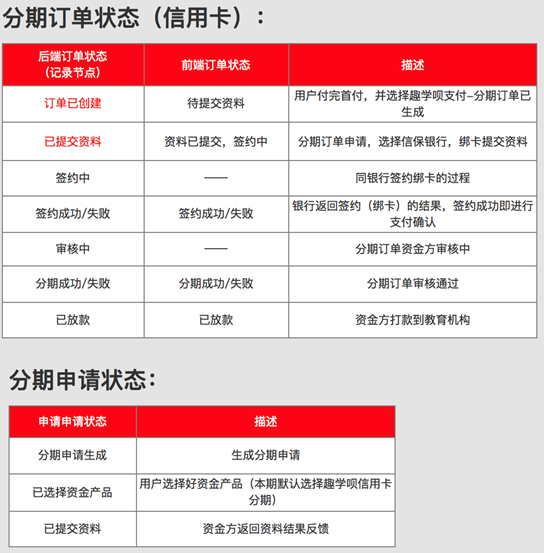 分期订单状态（信用卡）：
后端订单状态
（记录节点）
前端订单状态
描述
订单已创建
待提交资料
用户付完首付，并选择趣学呗支付–分期订单已
生成
已提交资料
资料已提交，签约中
分期订单申请，选择信保银行，绑卡提交资料
签约中
——
同银行签约绑卡的过程
签约成功/失败
签约成功/失败
银行返回签约（绑卡）的结果，签约成功即进行
支付确认
审核中
——
分期订单资金方审核中
分期成功/失败
分期成功/失败
分期订单审核通过
已放款
已放款
资金方打款到教育机构
分期申请状态：
申请申请状态
描述
分期申请生成
生成分期申请
已选择资金产品
用户选择好资金产品（本期默认选择趣学呗信用卡
分期）
已提交资料
资金方返回资料结果反馈